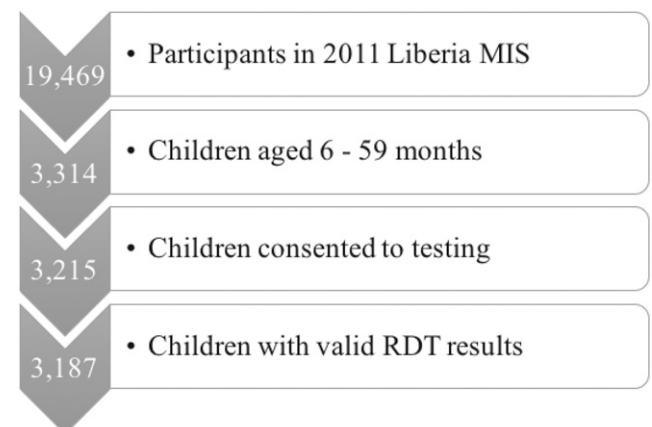 19,469
• Participants in 2011 Liberia MIS
3,314
• Children aged 6 - 59 months
3,215
• Children consented to testing
3,187
• Children with valid RDT results